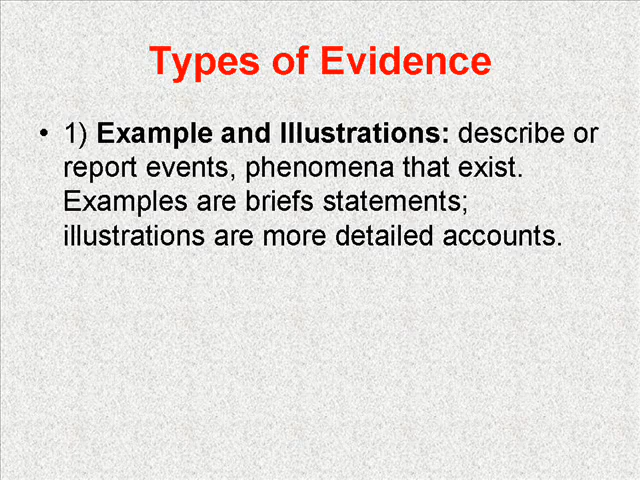 Types of Evidence
• 1) Example and Illustrations: describe or
report events, phenomena that exist.
Examples are briefs statements;
illustrations are more detailed accounts.